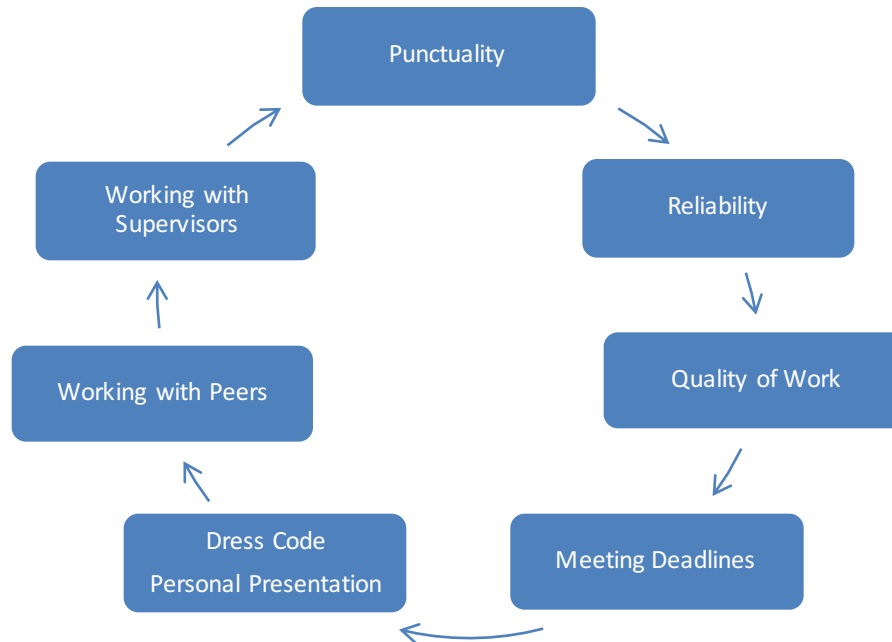 Punctuality
Reliability
Quality of Work
Meeting Deadlines
Dress Code
Personal Presentation
Working with Peers
Working with
Supervisors